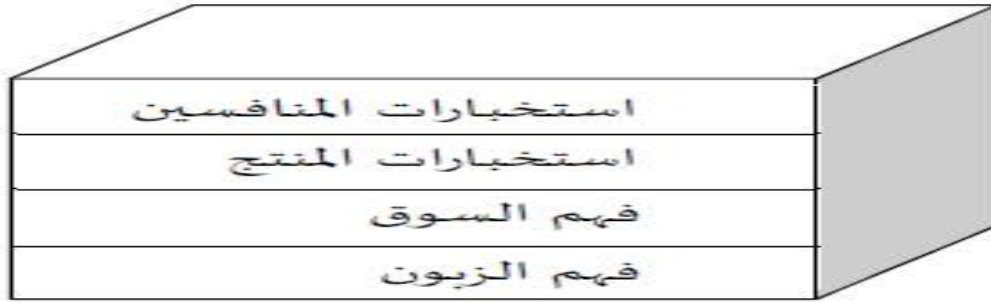 استخبارات المنافسين
استخبارات المنتج
فهم السوق
فهم الزبون